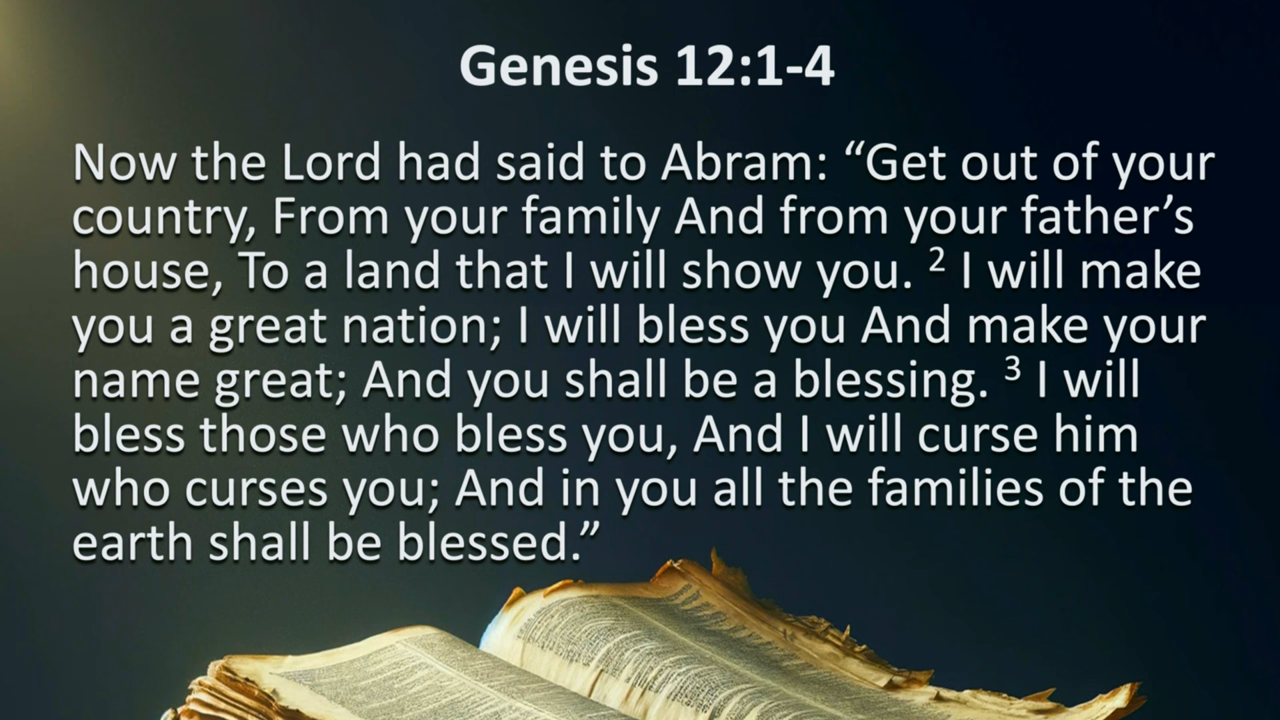 Genesis 12:1-4
Now the Lord had said to Abram: “Get out of your
country, From your family And from your father’s
house, To a land that I will show you. ² I will make
you a great nation; I will bless you And make your
name great; And you shall be a blessing. ³ I will
bless those who bless you, And I will curse him
who curses you; And in you all the families of the
earth shall be blessed.”